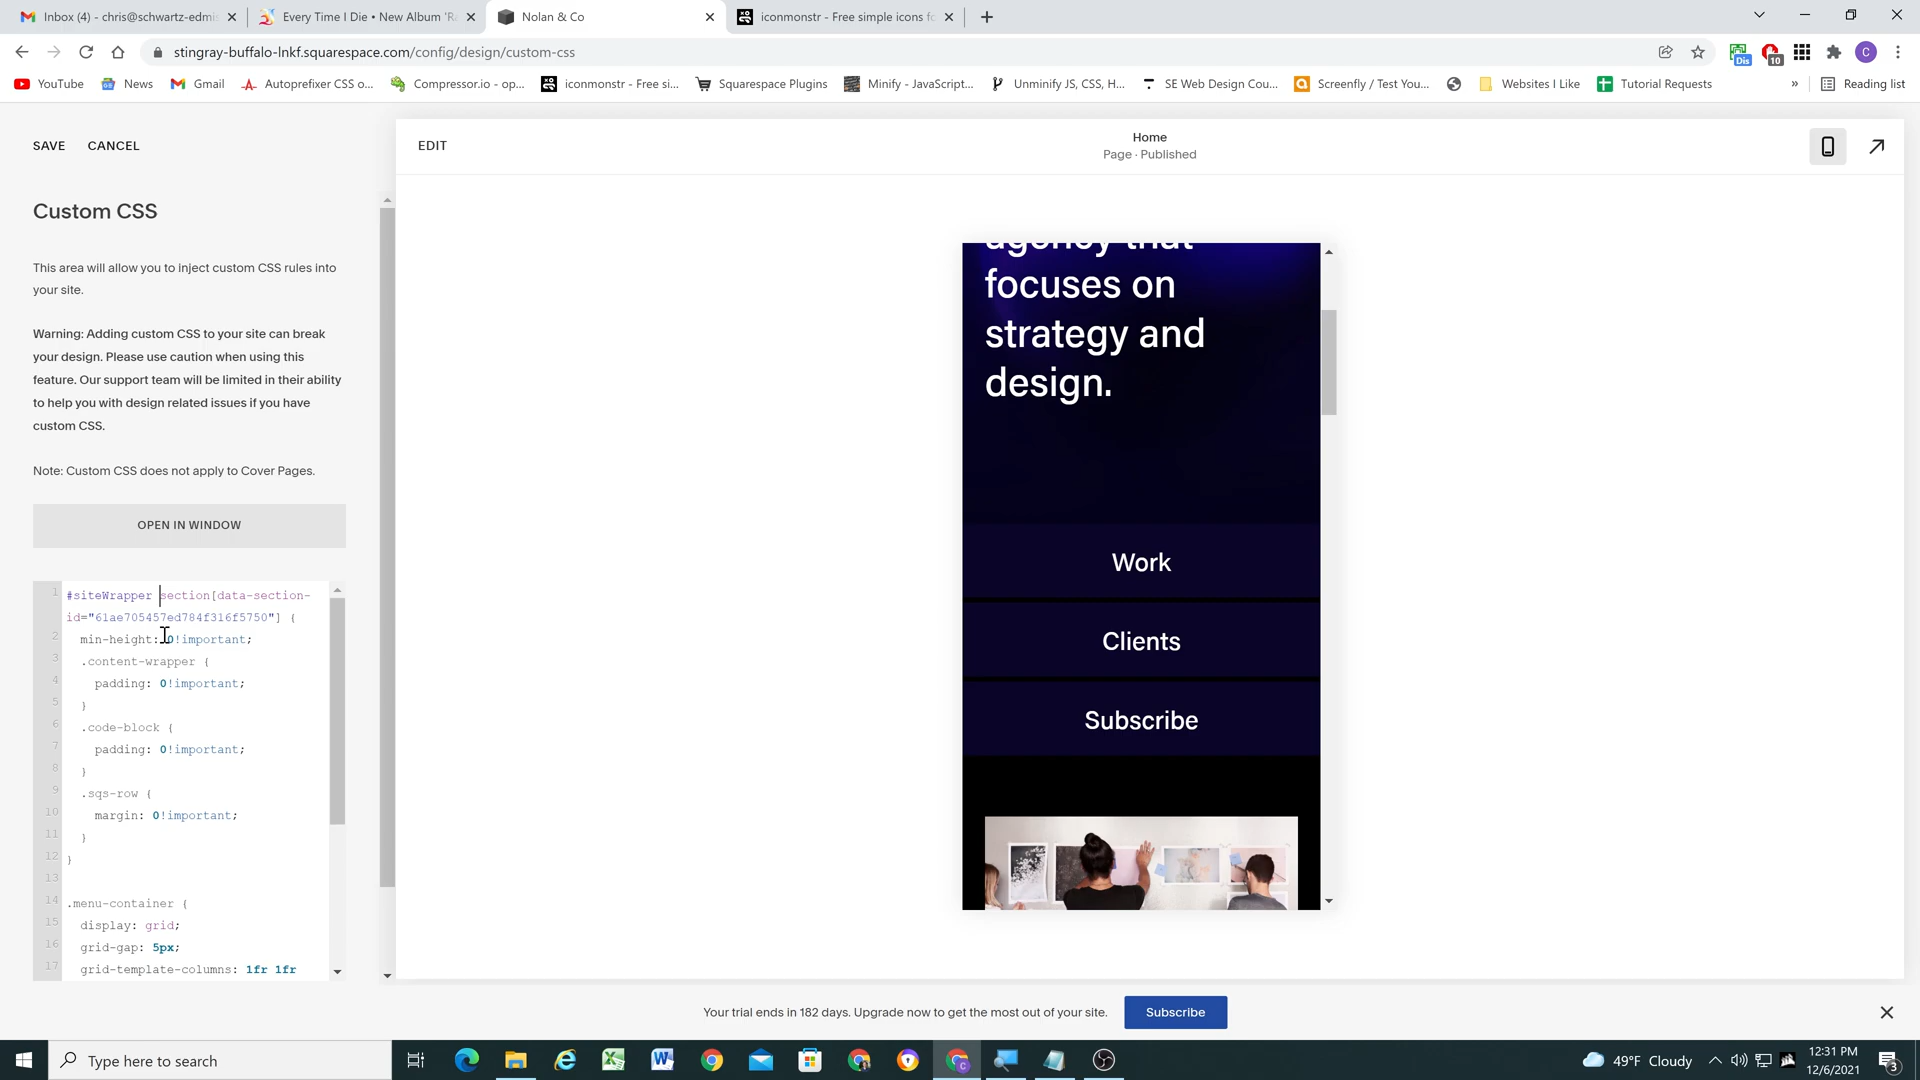 Inbox (4) - chris@schwartz-edmis
Every Time I Die • New Album 'Ra
Nolan & Co
iconmonstr - Free simple icons fo
stingray-buffalo-lnkf.squarespace.com/config/design/custom-css
Dis
10
C
YouTube
News
Gmail
Autoprefixer CSS o...
Compressor.io - op...
iconmonstr - Free si...
Squarespace Plugins
Minify - JavaScript...
Unminify JS, CSS, H...
SE Web Design Cou...
Screenfly / Test You...
Websites I Like
Tutorial Requests
»
Reading list
SAVE
CANCEL
EDIT
Home
Page · Published
Custom CSS
This area will allow you to inject custom CSS rules into
your site.
Warning: Adding custom CSS to your site can break
your design. Please use caution when using this
feature. Our support team will be limited in their ability
to help you with design related issues if you have
custom CSS.
Note: Custom CSS does not apply to Cover Pages.
OPEN IN WINDOW
1 #siteWrapper section[data-section-
id="61ae705457ed784f316f5750"] {
2 min-height: 0!important;
3 .content-wrapper {
4 padding: 0!important;
5 }
6 .code-block {
7 padding: 0!important;
8 }
9 .sqs-row {
10 margin: 0!important;
11 }
12 }
13
14 .menu-container {
15 display: grid;
16 grid-gap: 5px;
17 grid-template-columns: 1fr 1fr
agency that
focuses on
strategy and
design.
Work
Clients
Subscribe
Your trial ends in 182 days. Upgrade now to get the most out of your site.
Subscribe
Type here to search
49°F Cloudy
12:31 PM
12/6/2021
3